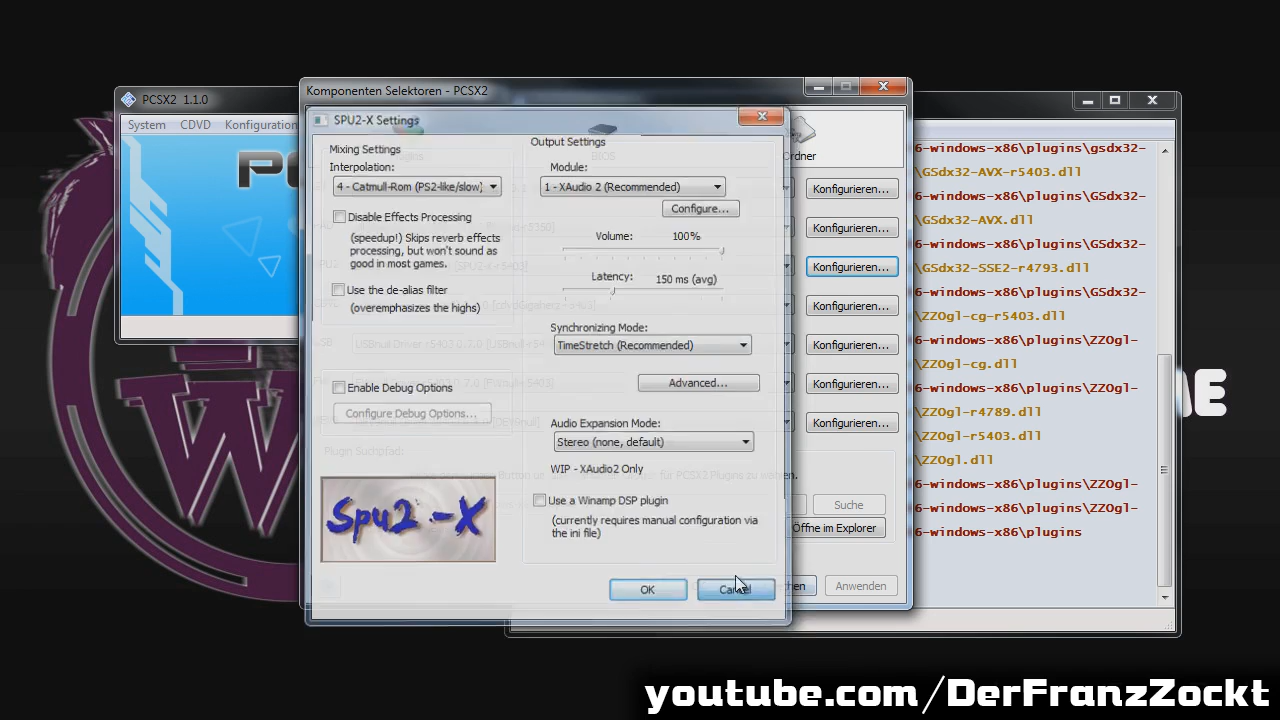 PCSX2 1.1.0
System CDVD Konfiguration
Komponenten Selektoren - PCSX2
SPU2-X Settings
BIOS
Ordner
Mixing Settings
Interpolation:
4 - Catmull-Rom (PS2-like/slow)
Disable Effects Processing
(speedup!) Skips reverb effects
processing, but won't sound as
good in most games.
Use the de-alias filter
(overemphasizes the highs)
Enable Debug Options
Configure Debug Options...
Plugin Suchpfad:
Spu2-X
Output Settings
Module:
1 - XAudio 2 (Recommended)
Configure...
Volume: 100%
Latency: 150 ms (avg)
Synchronizing Mode:
TimeStretch (Recommended)
Advanced...
Audio Expansion Mode:
Stereo (none, default)
WIP - XAudio2 Only
Use a Winamp DSP plugin
(currently requires manual configuration via
the ini file)
OK
Konfigurieren...
Konfigurieren...
Konfigurieren...
Konfigurieren...
Konfigurieren...
Konfigurieren...
Konfigurieren...
für PCSX2 Plugins zu wählen.
Suche
Öffne im Explorer
Anwenden
6-windows-x86\plugins\gsdx32-
\GSdx32-AVX-r5403.dll
6-windows-x86\plugins\GSdx32-
\GSdx32-AVX.dll
6-windows-x86\plugins\GSdx32-
\GSdx32-SSE2-r4793.dll
6-windows-x86\plugins\GSdx32-
\ZZOgl-cg-r5403.dll
6-windows-x86\plugins\ZZOgl-
\ZZOgl-cg.dll
6-windows-x86\plugins\ZZOgl-
\ZZOgl-r4789.dll
\ZZOgl-r5403.dll
\ZZOgl.dll
6-windows-x86\plugins\ZZOgl-
6-windows-x86\plugins\ZZOgl-
6-windows-x86\plugins
youtube.com/DerFranzZockt